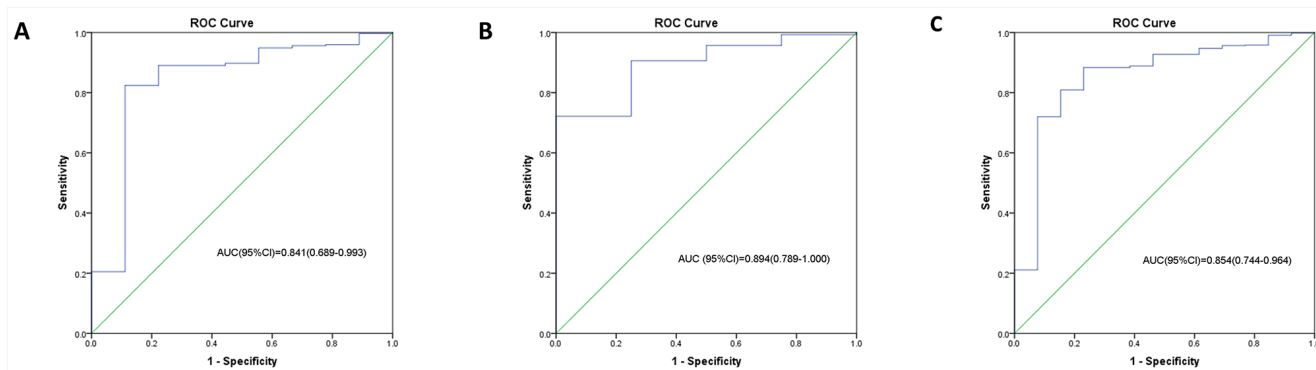 A
ROC Curve
1.0
0.8
0.6
0.4
0.2
0.0
Sensitivity
0.0 0.2 0.4 0.6 0.8 1.0
1 - Specificity
AUC(95%CI)=0.841(0.689-0.993)
B
ROC Curve
1.0
0.8
0.6
0.4
0.2
0.0
Sensitivity
0.0 0.2 0.4 0.6 0.8 1.0
1 - Specificity
AUC (95%CI)=0.894(0.789-1.000)
C
ROC Curve
1.0
0.8
0.6
0.4
0.2
0.0
Sensitivity
0.0 0.2 0.4 0.6 0.8 1.0
1 - Specificity
AUC(95%CI)=0.854(0.744-0.964)